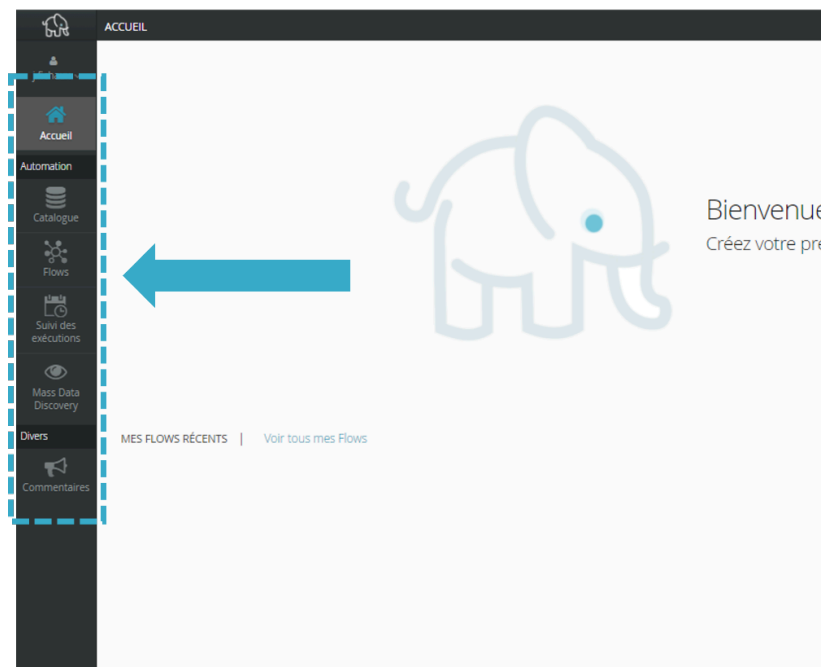 ACCUEIL
Accueil
Automation
Catalogue
Flows
Suivi des
exécutions
Mass Data
Discovery
Divers
Commentaires
Bienvenue
Créez votre pre
MES FLOWS RÉCENTS | Voir tous mes Flows